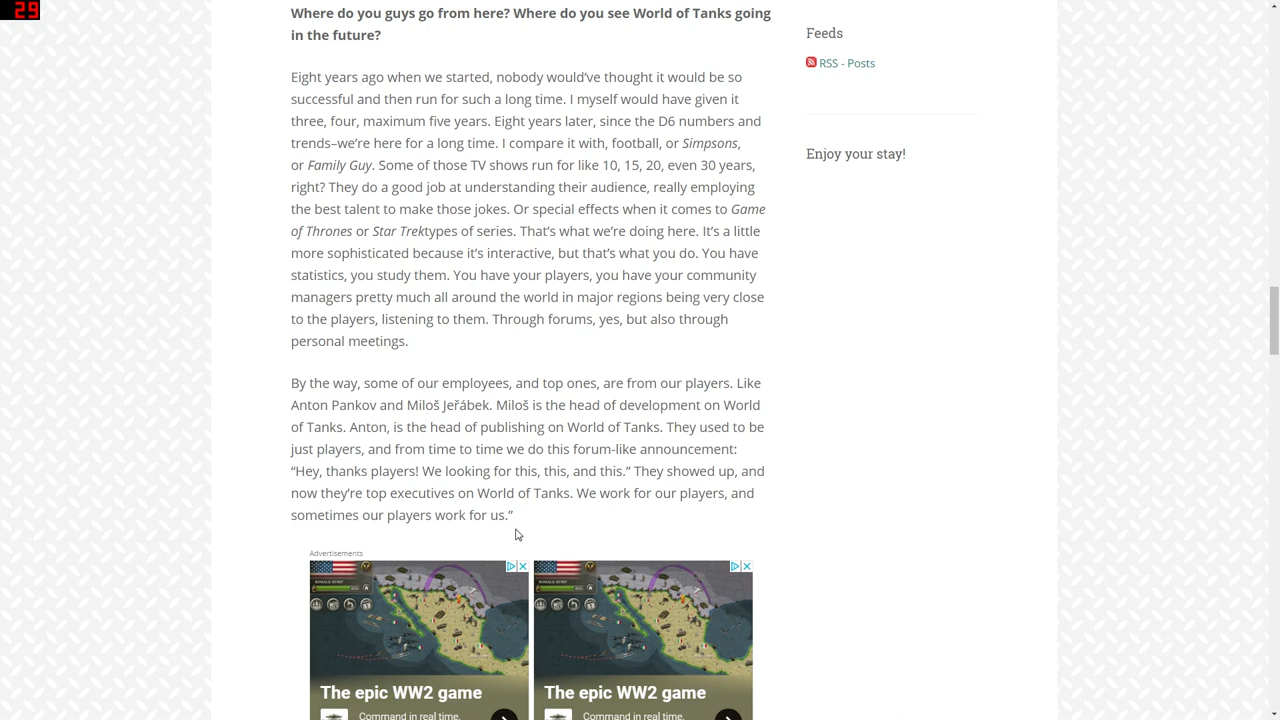 29
Where do you guys go from here? Where do you see World of Tanks going
in the future?
Eight years ago when we started, nobody would’ve thought it would be so
successful and then run for such a long time. I myself would have given it
three, four, maximum five years. Eight years later, since the D6 numbers and
trends–we’re here for a long time. I compare it with, football, or Simpsons,
or Family Guy. Some of those TV shows run for like 10, 15, 20, even 30 years,
right? They do a good job at understanding their audience, really employing
the best talent to make those jokes. Or special effects when it comes to Game
of Thrones or Star Trektypes of series. That’s what we’re doing here. It’s a little
more sophisticated because it’s interactive, but that’s what you do. You have
statistics, you study them. You have your players, you have your community
managers pretty much all around the world in major regions being very close
to the players, listening to them. Through forums, yes, but also through
personal meetings.
By the way, some of our employees, and top ones, are from our players. Like
Anton Pankov and Miloš Jeřábek. Miloš is the head of development on World
of Tanks. Anton, is the head of publishing on World of Tanks. They used to be
just players, and from time to time we do this forum-like announcement:
“Hey, thanks players! We looking for this, this, and this.” They showed up, and
now they’re top executives on World of Tanks. We work for our players, and
sometimes our players work for us.”
Advertisements
The epic WW2 game
Command in real time.
The epic WW2 game
Command in real time.
Feeds
RSS - Posts
Enjoy your stay!